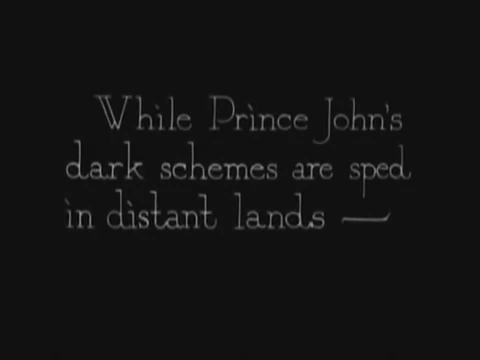 While Prince John's
dark schemes are sped
in distant lands —